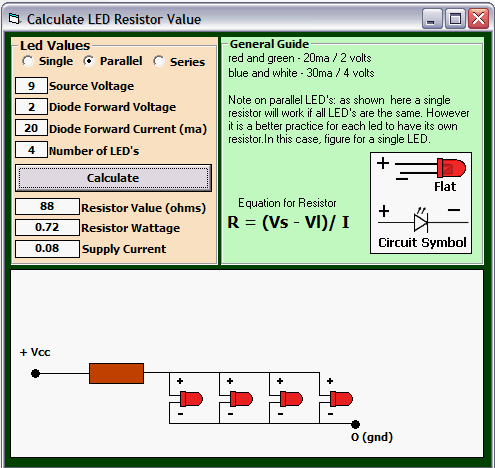 Calculate LED Resistor Value
Led Values
Single Parallel Series
9 Source Voltage
2 Diode Forward Voltage
20 Diode Forward Current (ma)
4 Number of LED's
Calculate
88 Resistor Value (ohms)
0.72 Resistor Wattage
0.08 Supply Current
General Guide
red and green - 20ma / 2 volts
blue and white - 30ma / 4 volts
Note on parallel LED's: as shown here a single
resistor will work if all LED's are the same. However
it is a better practice for each led to have its own
resistor.In this case, figure for a single LED.
Equation for Resistor
R = (Vs - Vl)/ I
+
-
Flat
+ -
Circuit Symbol
+ Vcc
+ + + +
- - - -
O (gnd)